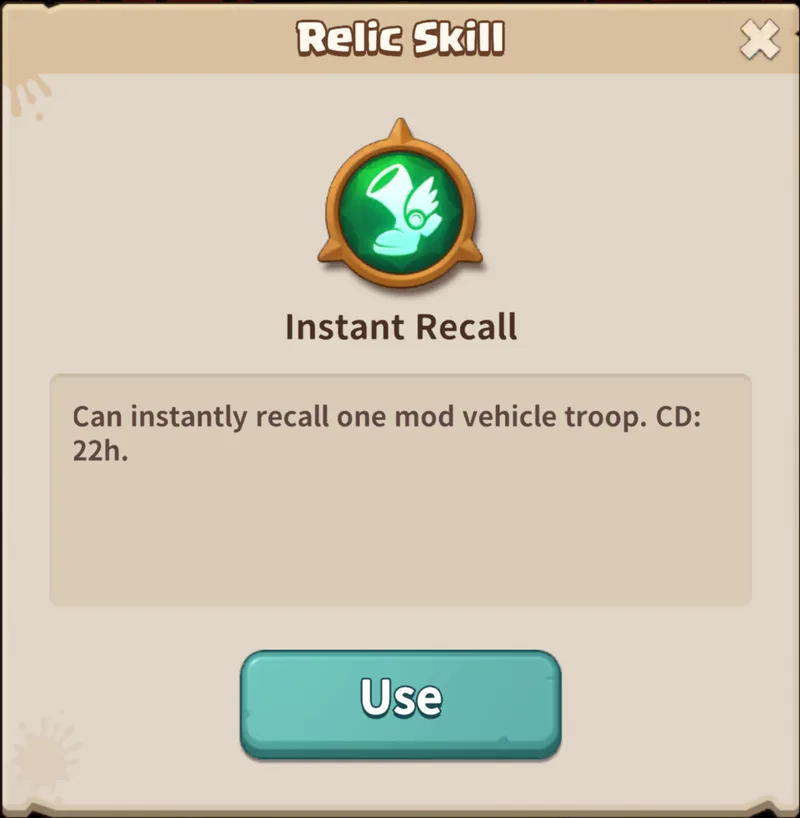 Relic Skill
Instant Recall
Can instantly recall one mod vehicle troop. CD:
22h.
Use